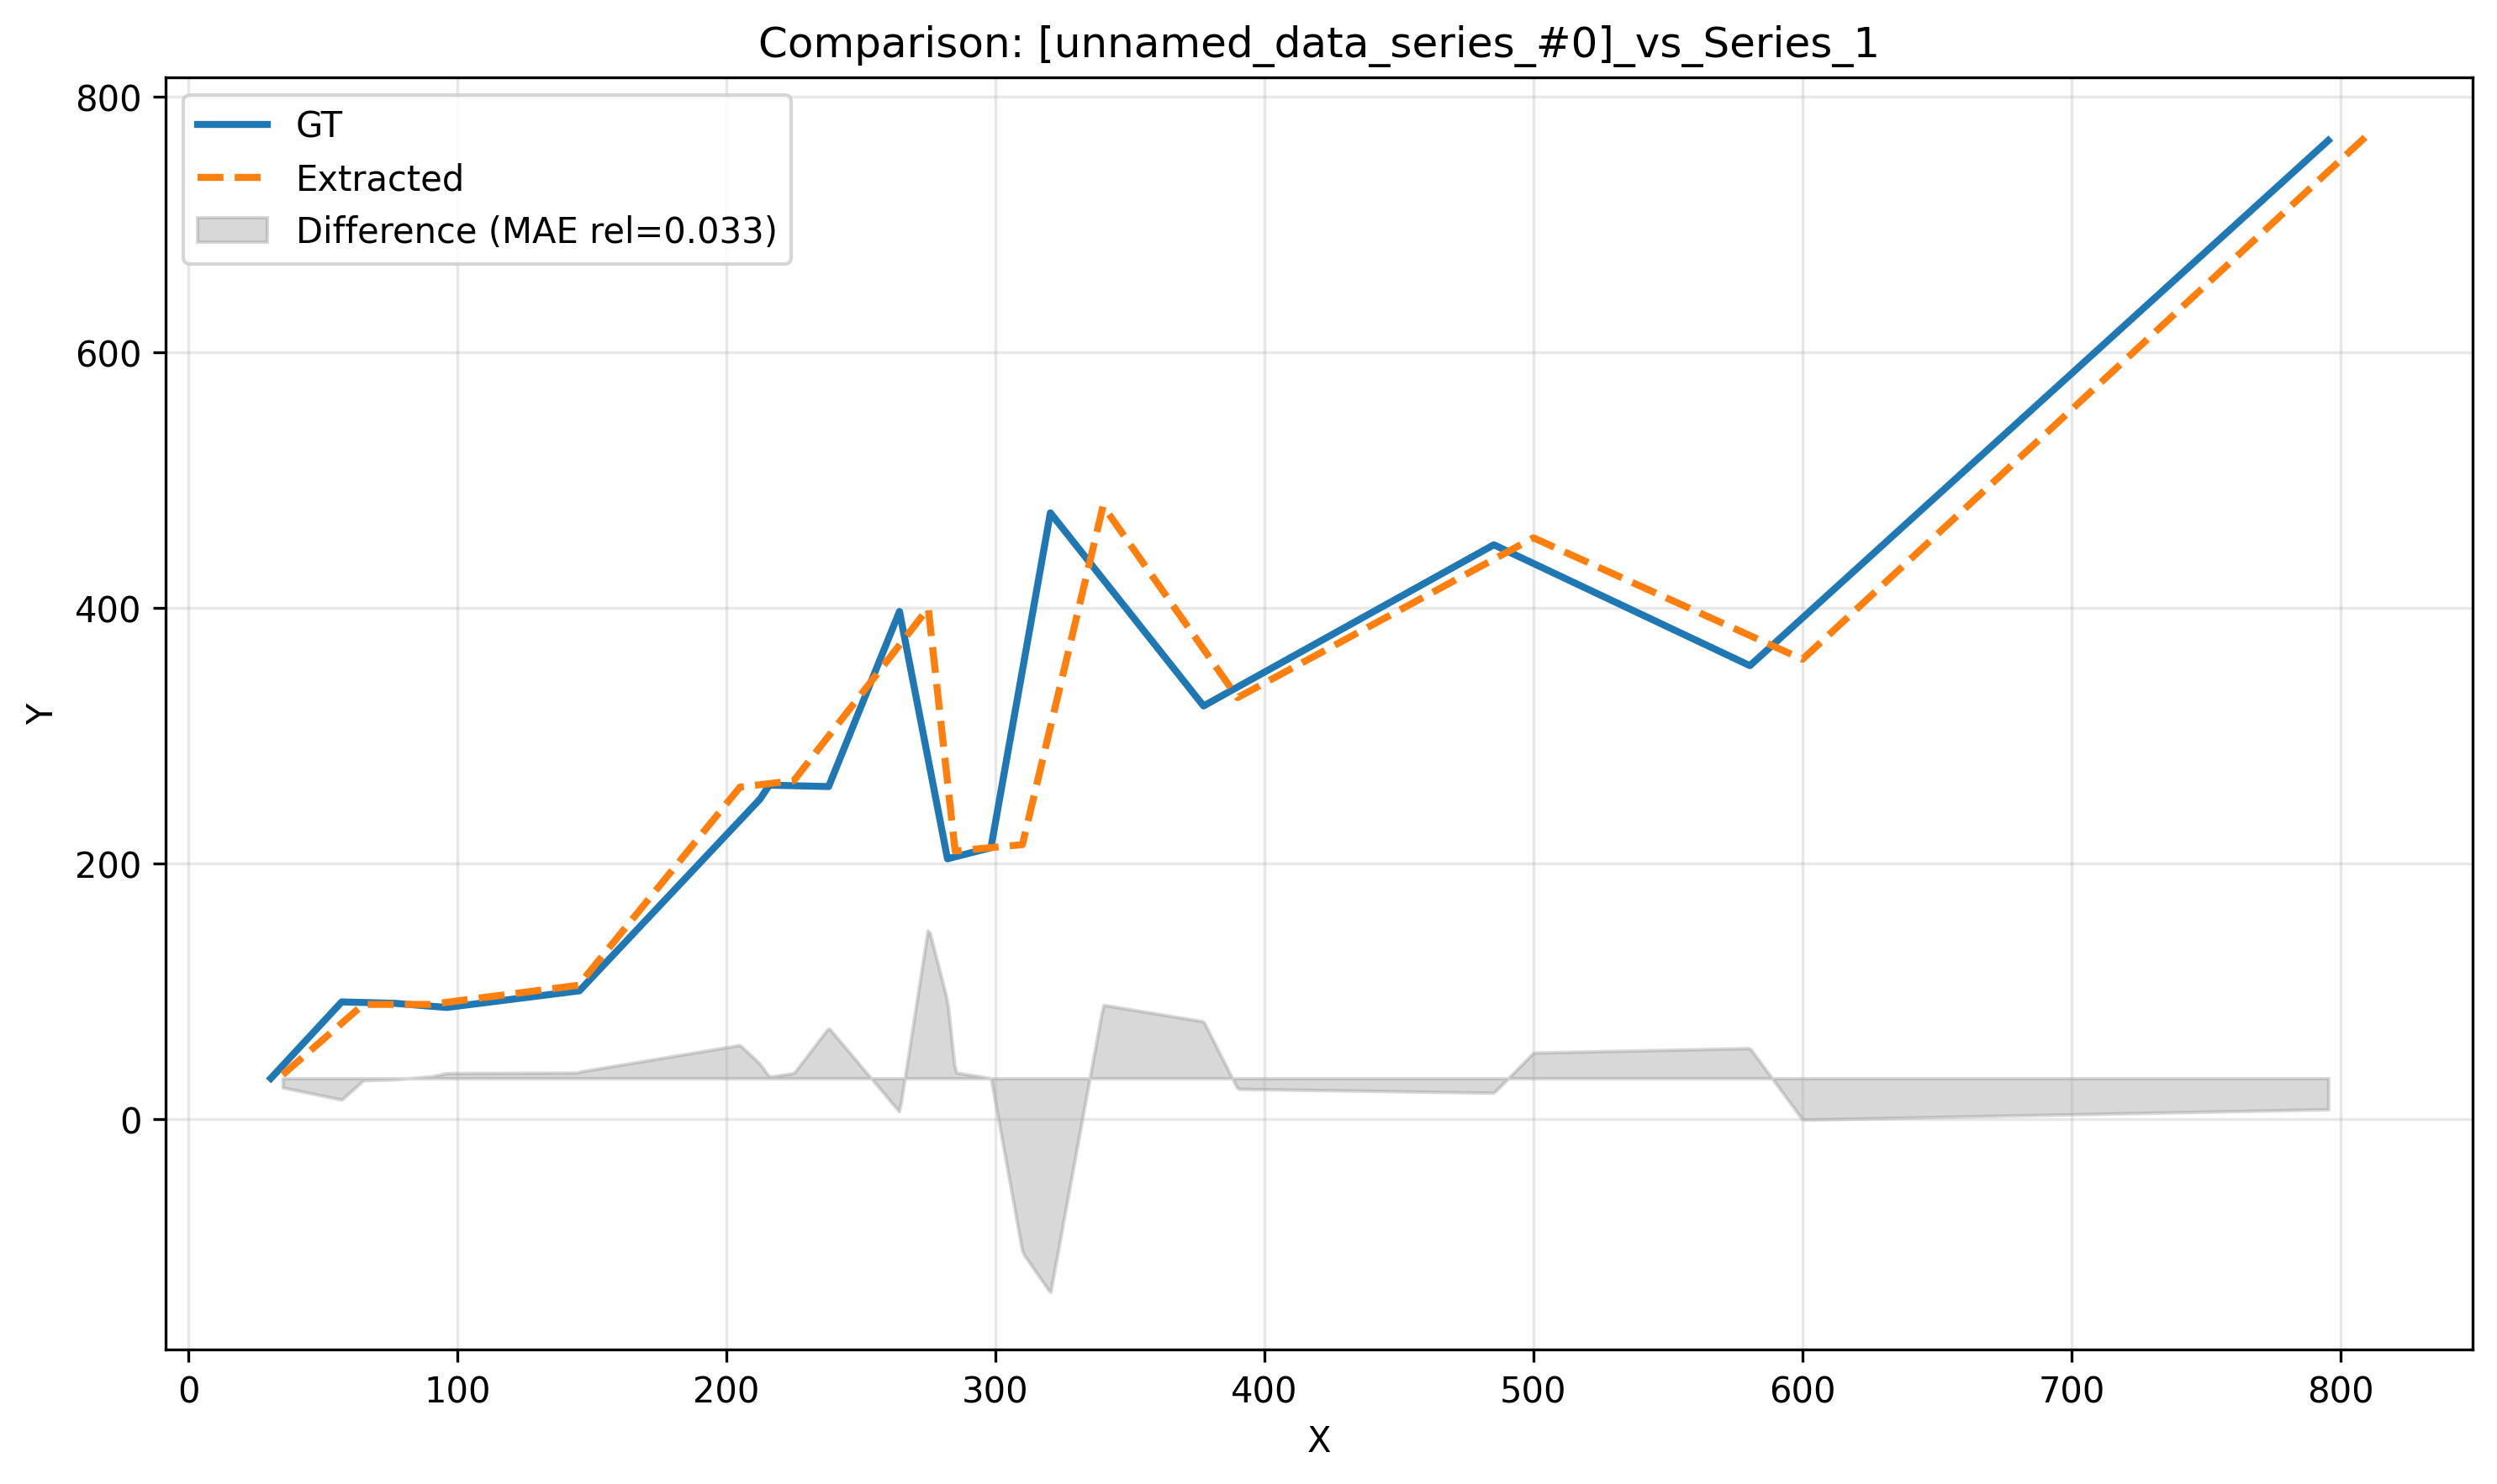 Comparison: [unnamed_data_series_#0]_vs_Series_1
GT
Extracted
Difference (MAE rel=0.033)
800
600
400
200
0
Y
0 100 200 300 400 500 600 700 800
X